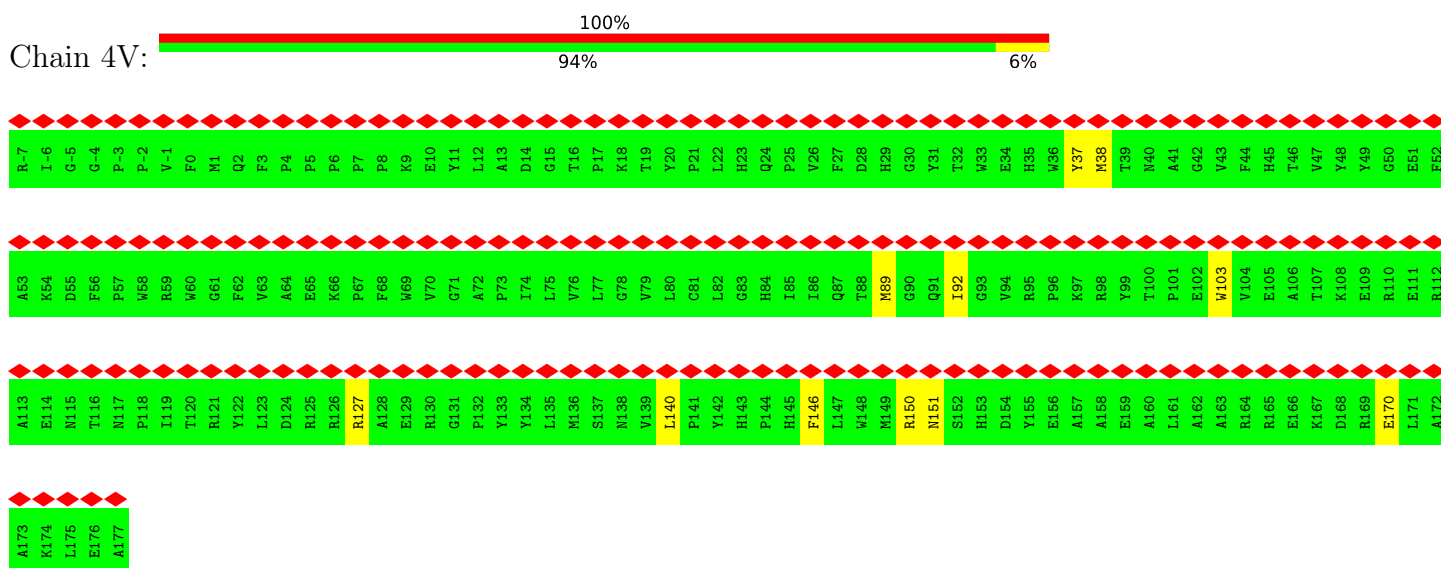 100%
Chain 4V:
94% 6%
R-7 I-6 G-5 G-4 P-3 P-2 V-1 F0 M1 Q2 F3 P4 P5 P6 P7 P8 K9 E10 Y11 L12 A13 D14 G15 T16 P17 K18 T19 Y20 P21 L22 H23 Q24 P25 V26 F27 D28 H29 G30 Y31 T32 W33 E34 H35 W36 Y37 M38 T39 N40 A41 G42 V43 F44 H45 T46 V47 Y48 Y49 G50 E51 F52
A53 K54 D55 F56 P57 W58 R59 W60 G61 F62 V63 A64 E65 K66 P67 F68 W69 V70 G71 A72 P73 I74 L75 V76 L77 G78 V79 L80 C81 L82 G83 H84 I85 I86 Q87 T88 M89 G90 Q91 I92 G93 V94 R95 P96 K97 R98 Y99 T100 P101 E102 W103 V104 E105 A106 T107 K108 E109 R110 E111 R112
A113 E114 N115 T116 N117 P118 I119 T120 R121 Y122 L123 D124 R125 R126 R127 A128 E129 R130 G131 P132 Y133 Y134 L135 M136 S137 N138 V139 L140 P141 Y142 H143 P144 H145 F146 L147 W148 M149 R150 N151 S152 H153 D154 Y155 E156 A157 A158 E159 A160 L161 A162 A163 R164 R165 E166 K167 D168 R169 E170 L171 A172
A173 K174 L175 E176 A177